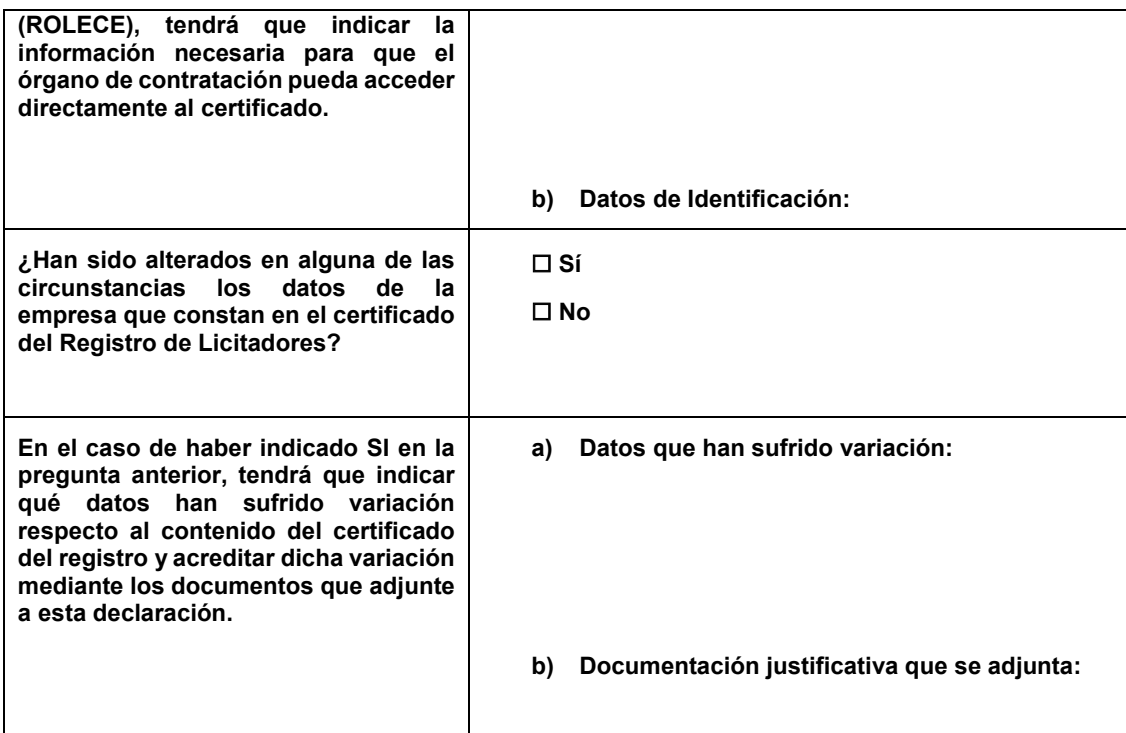 (ROLECE), tendrá que indicar la
información necesaria para que el
órgano de contratación pueda acceder
directamente al certificado.
b) Datos de Identificación:
¿Han sido alterados en alguna de las
circunstancias los datos de la
empresa que constan en el certificado
del Registro de Licitadores?
☐ Sí
☐ No
En el caso de haber indicado SI en la
pregunta anterior, tendrá que indicar
qué datos han sufrido variación
respecto al contenido del certificado
del registro y acreditar dicha variación
mediante los documentos que adjunte
a esta declaración.
a) Datos que han sufrido variación:
b) Documentación justificativa que se adjunta: